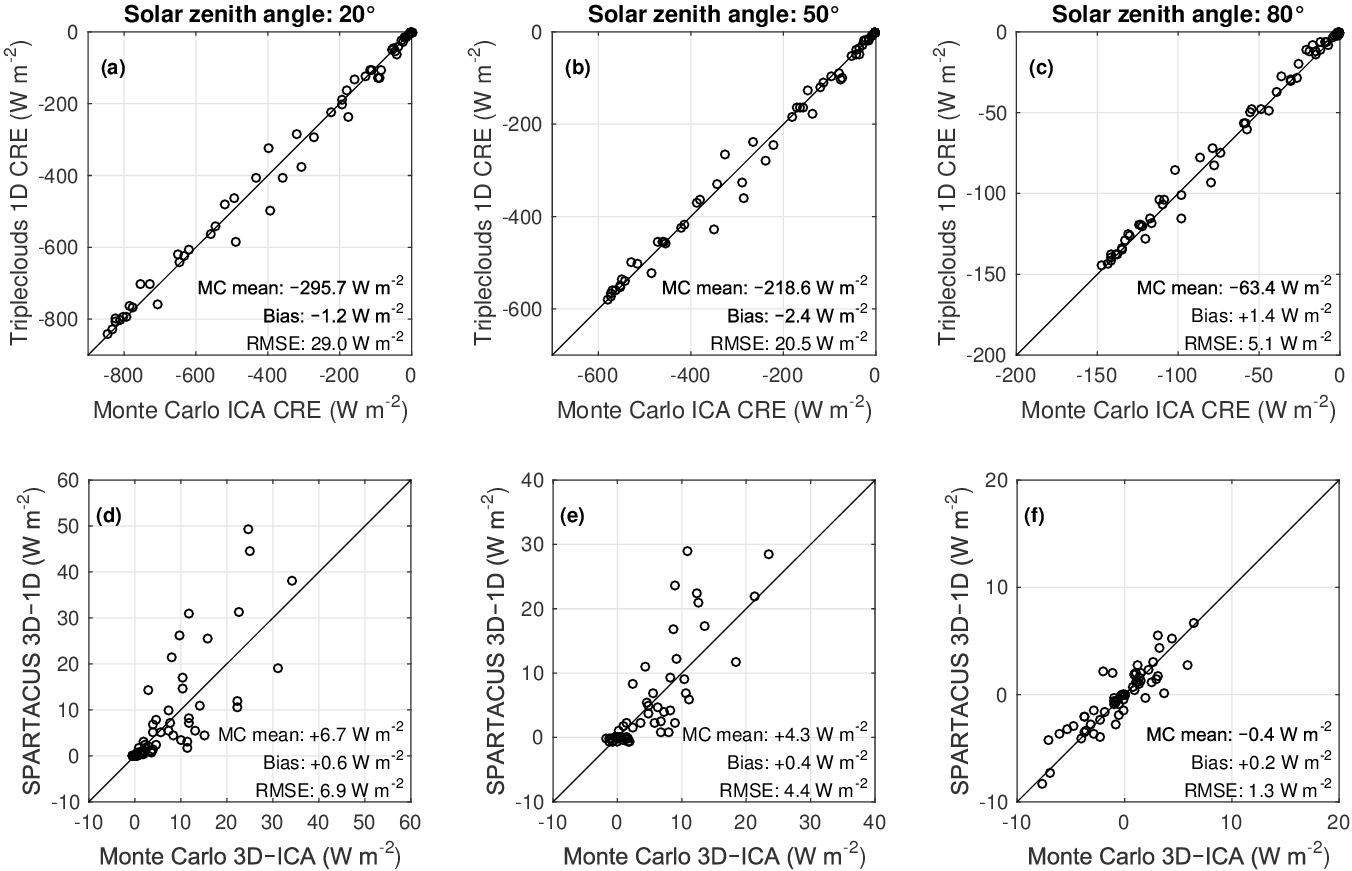 Solar zenith angle: 20°
Solar zenith angle: 50°
Solar zenith angle: 80°
(a)
Tripleclouds 1D CRE (W m-2)
0
-200
-400
-600
-800
MC mean: −295.7 W m-2
Bias: −1.2 W m-2
RMSE: 29.0 W m-2
-800 -600 -400 -200 0
Monte Carlo ICA CRE (W m-2)
(b)
Tripleclouds 1D CRE (W m-2)
0
-200
-400
-600
MC mean: −218.6 W m-2
Bias: −2.4 W m-2
RMSE: 20.5 W m-2
-600 -400 -200 0
Monte Carlo ICA CRE (W m-2)
(c)
Tripleclouds 1D CRE (W m-2)
0
-50
-100
-150
-200
MC mean: −63.4 W m-2
Bias: +1.4 W m-2
RMSE: 5.1 W m-2
-200 -150 -100 -50 0
Monte Carlo ICA CRE (W m-2)
(d)
SPARTACUS 3D−1D (W m-2)
60
50
40
30
20
10
0
-10
MC mean: +6.7 W m-2
Bias: +0.6 W m-2
RMSE: 6.9 W m-2
-10 0 10 20 30 40 50 60
Monte Carlo 3D−ICA (W m-2)
(e)
SPARTACUS 3D−1D (W m-2)
40
30
20
10
0
-10
MC mean: +4.3 W m-2
Bias: +0.4 W m-2
RMSE: 4.4 W m-2
-10 0 10 20 30 40
Monte Carlo 3D−ICA (W m-2)
(f)
SPARTACUS 3D−1D (W m-2)
20
10
0
-10
MC mean: −0.4 W m-2
Bias: +0.2 W m-2
RMSE: 1.3 W m-2
-10 0 10 20
Monte Carlo 3D−ICA (W m-2)